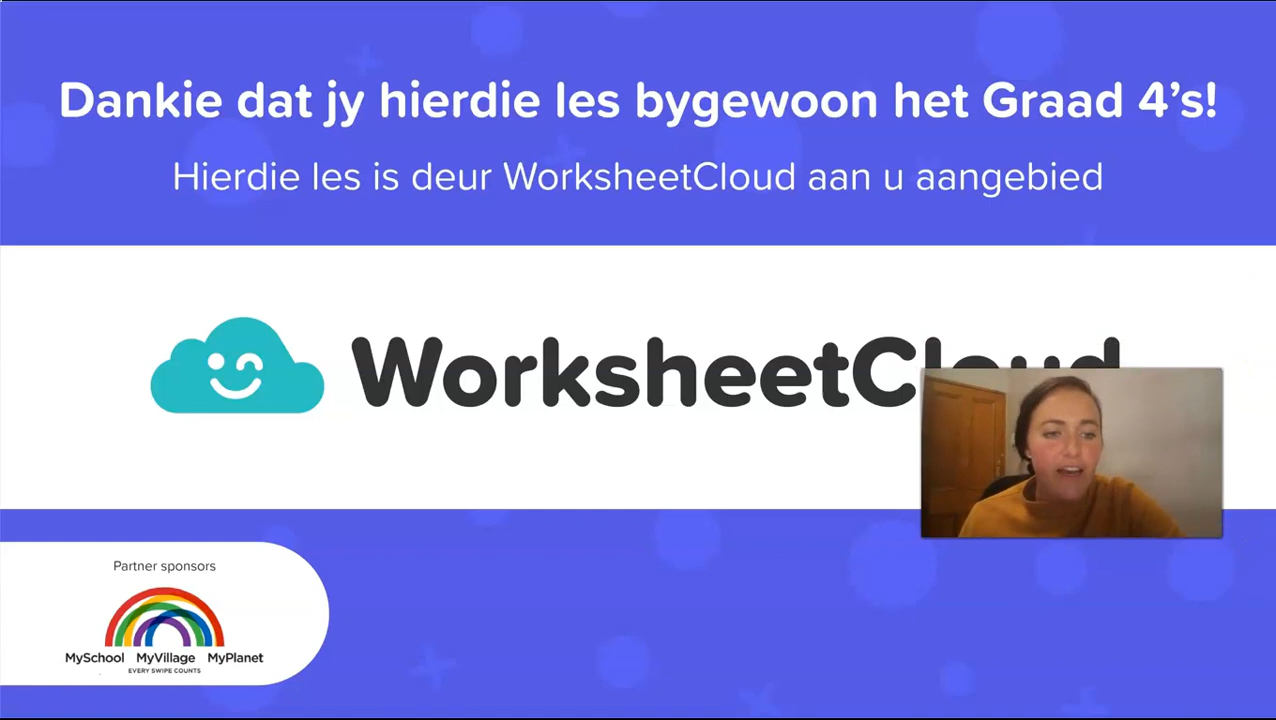 Dankie dat jy hierdie les bygewoon het Graad 4's!
Hierdie les is deur WorksheetCloud aan u aangebied
WorksheetCloud
Partner sponsors
MySchool MyVillage MyPlanet
EVERY SWIPE COUNTS